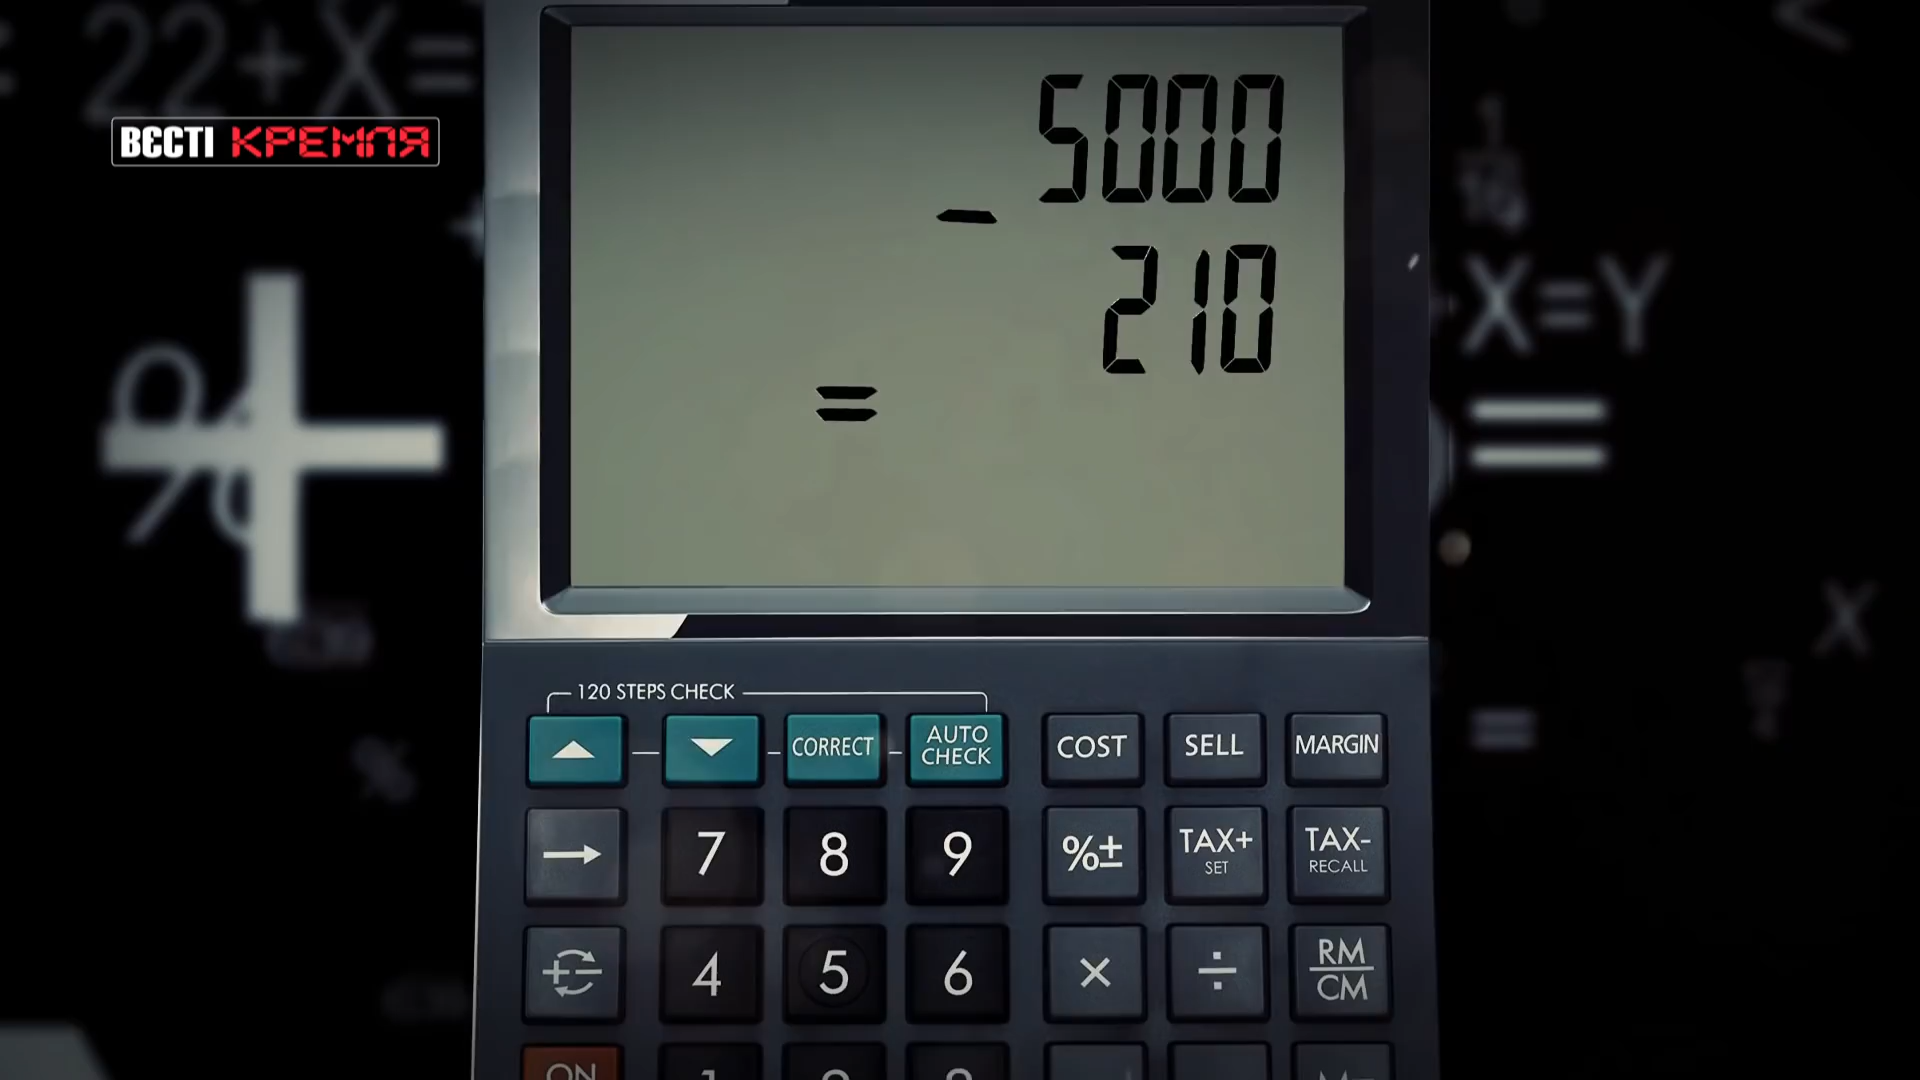 22+X=
ВЄСТІ КРЕМЛЯ
5000
−
210
=
X=Y
=
%
X
=
%
120 STEPS CHECK
CORRECT
AUTO CHECK
COST
SELL
MARGIN
→
7
8
9
%±
TAX+
SET
TAX-
RECALL
4
5
6
×
÷
RM
CM
ON